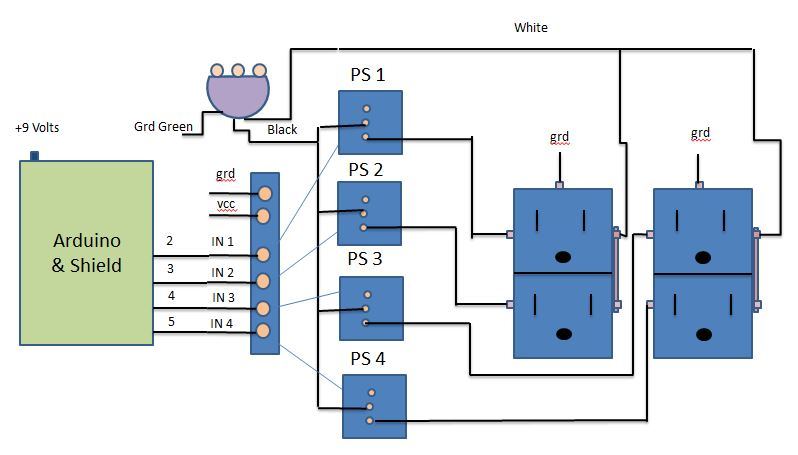 White
PS 1
+9 Volts
Grd Green
Black
grd
grd
PS 2
grd
vcc
Arduino
& Shield
2
IN 1
3
IN 2
PS 3
4
IN 3
5
IN 4
PS 4